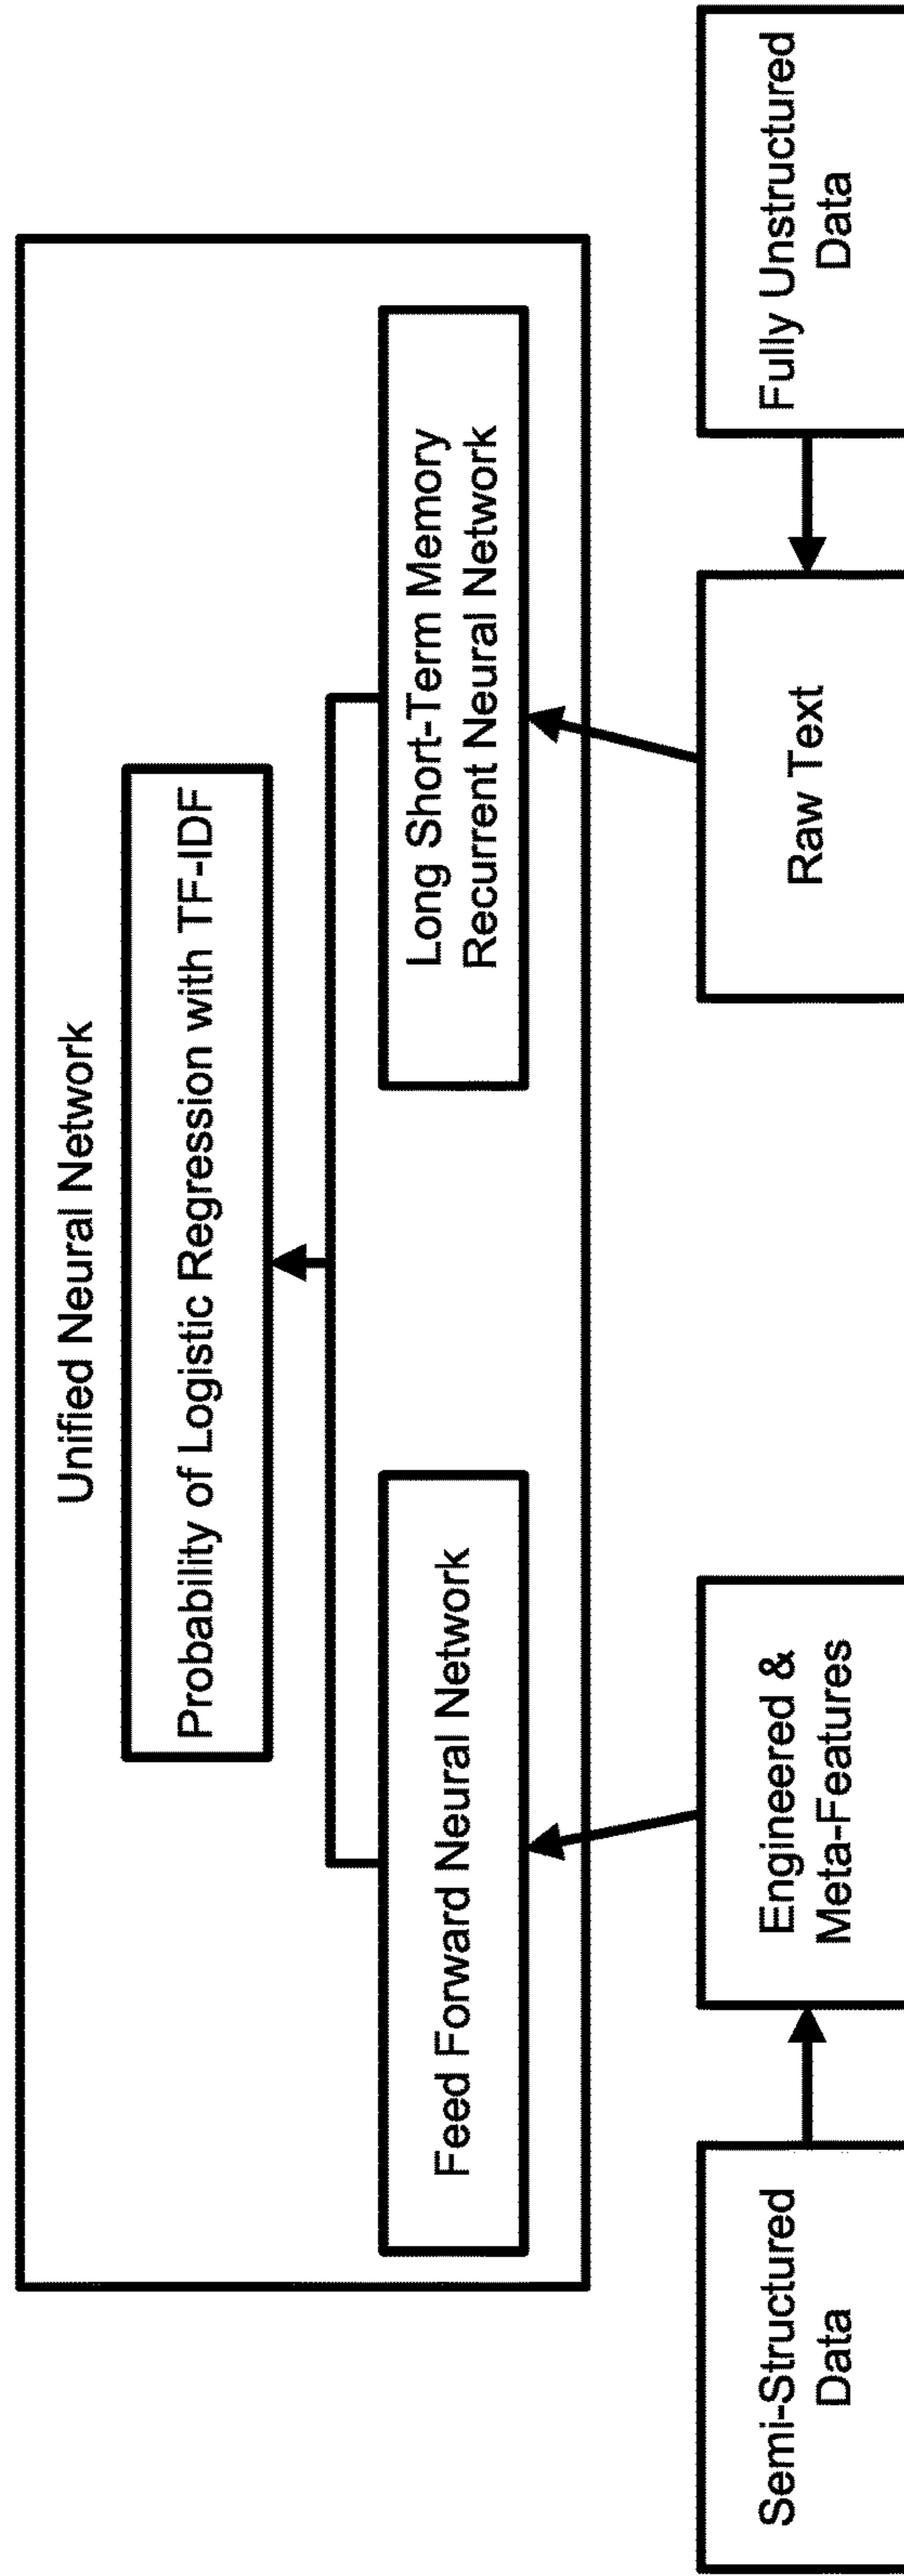 Unified Neural Network
Probability of Logistic Regression with TF-IDF
Feed Forward Neural Network
Long Short-Term Memory
Recurrent Neural Network
Semi-Structured
Data
Engineered &
Meta-Features
Raw Text
Fully Unstructured
Data